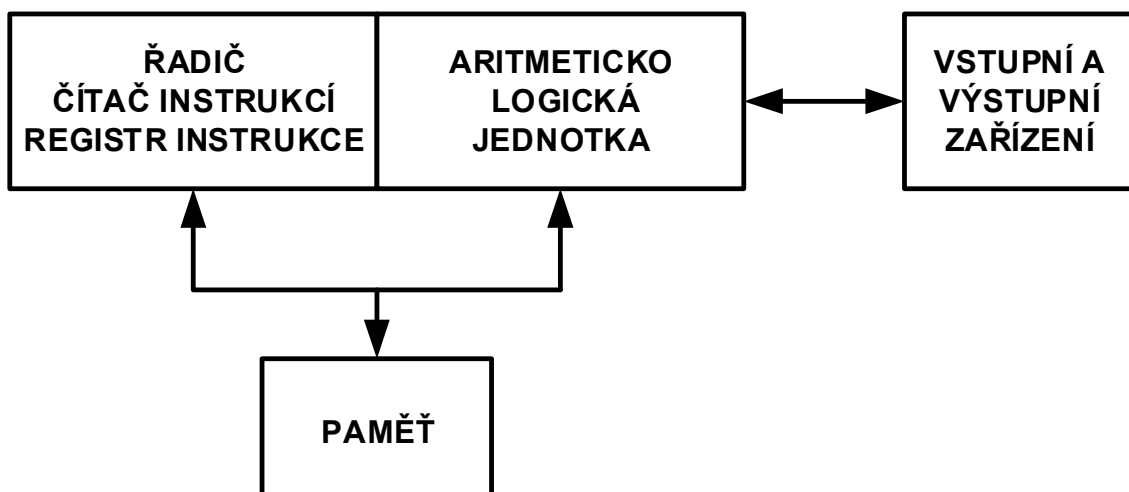 ŘADIČ
ČÍTAČ INSTRUKCÍ
REGISTR INSTRUKCE
ARITMETICKO
LOGICKÁ
JEDNOTKA
VSTUPNÍ A
VÝSTUPNÍ
ZAŘÍZENÍ
PAMĚŤ